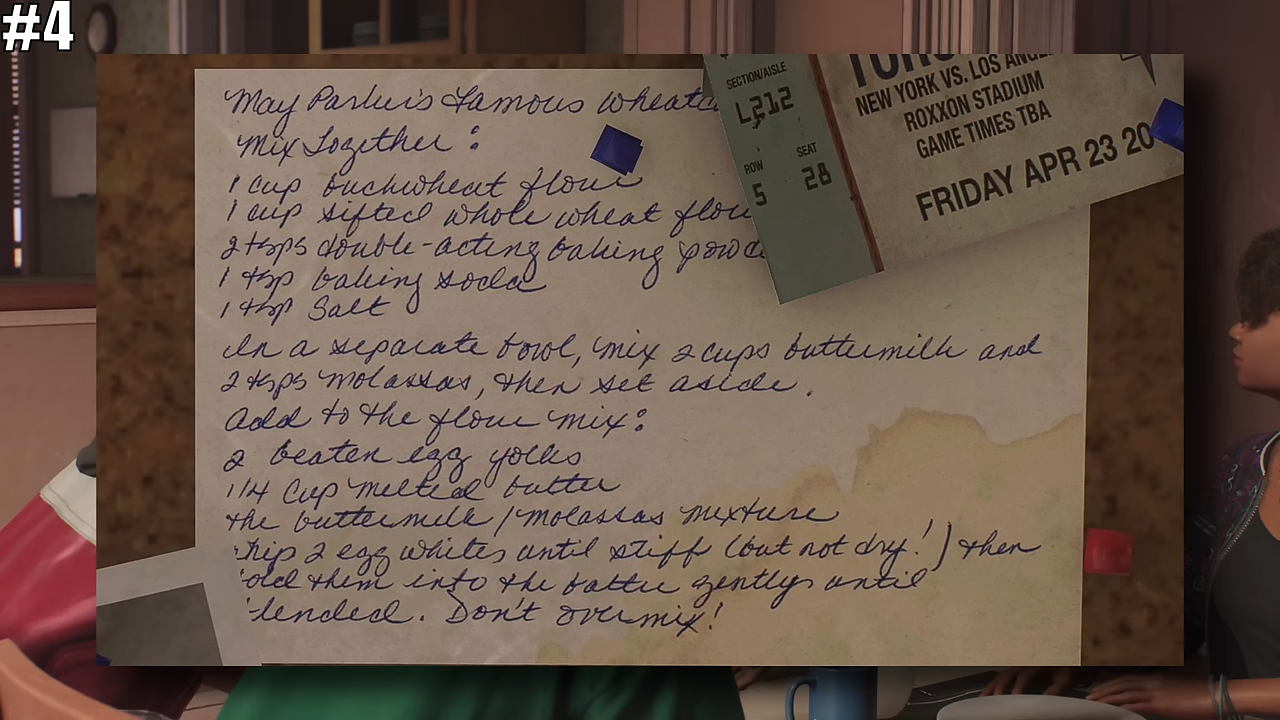 #4
May Parker's Famous Wheatc
Mix Together:
1 cup buckwheat flour
1 cup sifted whole wheat flou
2 tsps double-acting baking powd
1 tsp baking soda
1 tsp Salt
In a separate bowl, mix 2 cups buttermilk and
2 tsps molassas, then set aside.
Add to the flour mix:
2 beaten egg yolks
1/4 Cup melted butter
the buttermilk / molassas mixture
hip 2 egg whites until stiff (but not dry!) then
old them into the batter gently until
lended. Don't overmix!
SECTION/AISLE
L212
ROW
5
SEAT
28
NEW YORK VS. LOS ANGELE
ROXXON STADIUM
GAME TIMES TBA
FRIDAY APR 23 20